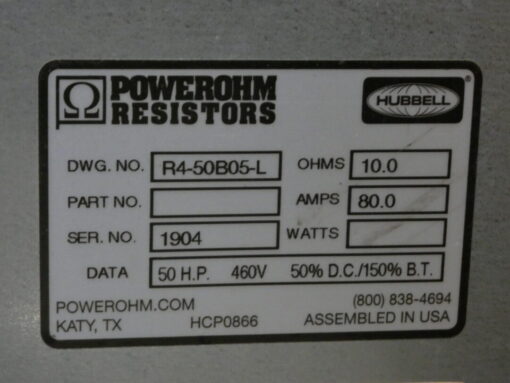 POWEROHM
RESISTORS
HUBBELL
®
DWG. NO. R4-50B05-L OHMS 10.0
PART NO. AMPS 80.0
SER. NO. 1904 WATTS
DATA 50 H.P. 460V 50% D.C./150% B.T.
POWEROHM.COM (800) 838-4694
KATY, TX HCP0866 ASSEMBLED IN USA